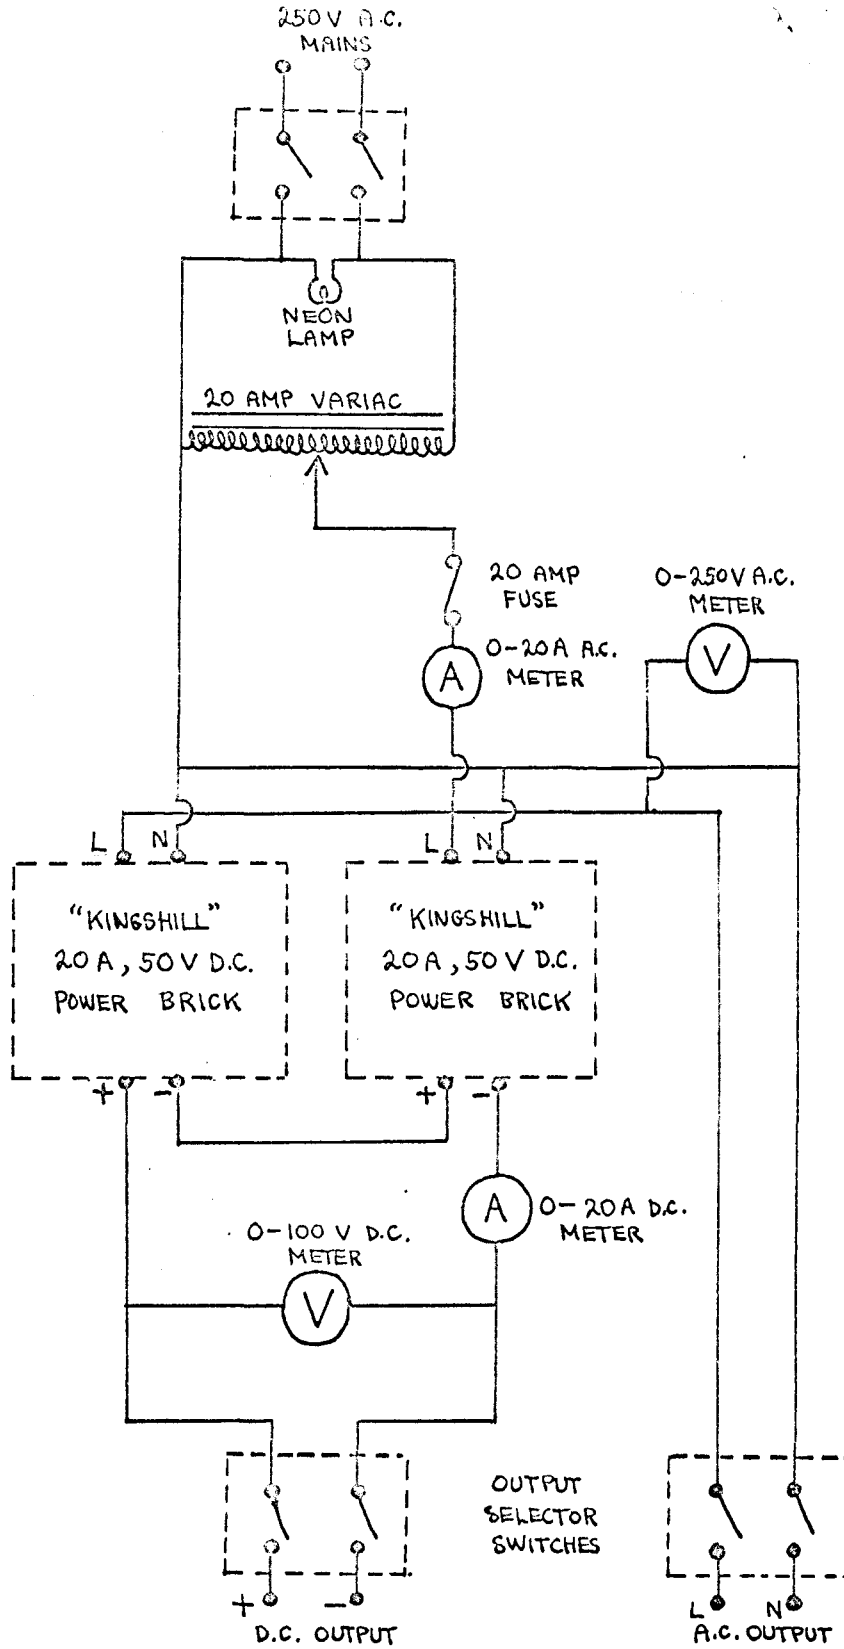 250V A.C.
MAINS
NEON
LAMP
20 AMP VARIAC
20 AMP
FUSE
0-250V A.C.
METER
V
0-20A A.C.
METER
A
L N
L N
"KINGSHILL"
20A, 50V D.C.
POWER BRICK
"KINGSHILL"
20A, 50V D.C.
POWER BRICK
+ -
+ -
A
0-20A D.C.
METER
0-100 V D.C.
METER
V
OUTPUT
SELECTOR
SWITCHES
+ -
D.C. OUTPUT
L N
A.C. OUTPUT